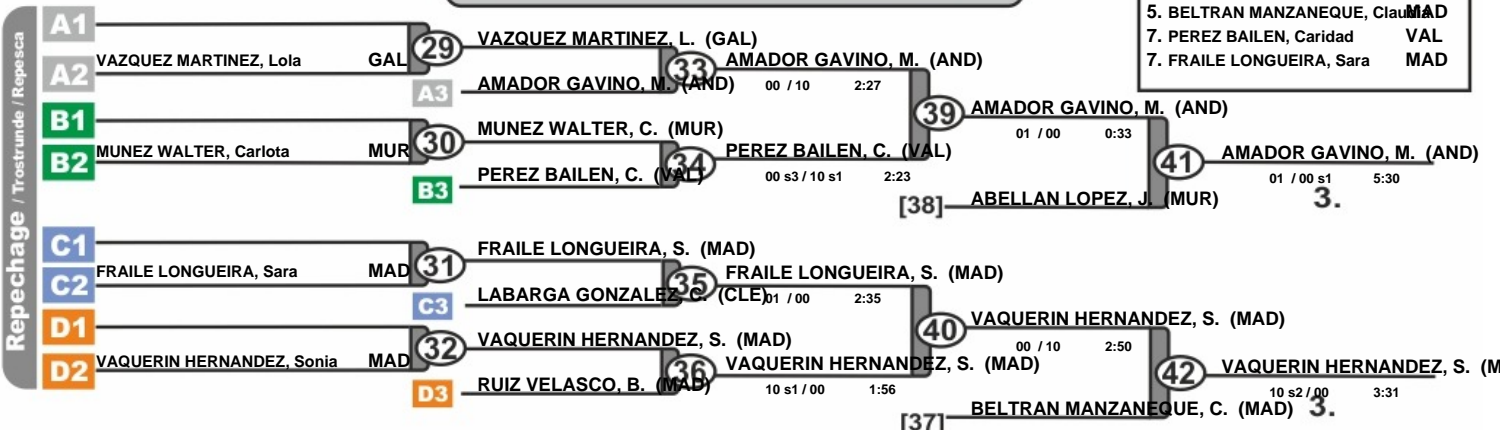 5. BELTRAN MANZANEQUE, Claudia MAD
7. PEREZ BAILEN, Caridad VAL
7. FRAILE LONGUEIRA, Sara MAD
Repechage / Trostrunde / Repesca
A1
A2 VAZQUEZ MARTINEZ, Lola GAL
29
VAZQUEZ MARTINEZ, L. (GAL)
A3 AMADOR GAVINO, M. (AND)
33
AMADOR GAVINO, M. (AND)
00 / 10 2:27
B1
B2 MUNEZ WALTER, Carlota MUR
30
MUNEZ WALTER, C. (MUR)
B3 PEREZ BAILEN, C. (VAL)
34
PEREZ BAILEN, C. (VAL)
00 s3 / 10 s1 2:23
39
AMADOR GAVINO, M. (AND)
01 / 00 0:33
[38] ABELLAN LOPEZ, J. (MUR)
41
AMADOR GAVINO, M. (AND)
01 / 00 s1 5:30
3.
C1
C2 FRAILE LONGUEIRA, Sara MAD
31
FRAILE LONGUEIRA, S. (MAD)
C3 LABARGA GONZALEZ, C. (CLE)
35
FRAILE LONGUEIRA, S. (MAD)
01 / 00 2:35
D1
D2 VAQUERIN HERNANDEZ, Sonia MAD
32
VAQUERIN HERNANDEZ, S. (MAD)
D3 RUIZ VELASCO, B. (MAD)
36
VAQUERIN HERNANDEZ, S. (MAD)
10 s1 / 00 1:56
40
VAQUERIN HERNANDEZ, S. (MAD)
00 / 10 2:50
[37] BELTRAN MANZANEQUE, C. (MAD)
42
VAQUERIN HERNANDEZ, S. (M
10 s2 / 00 3:31
3.